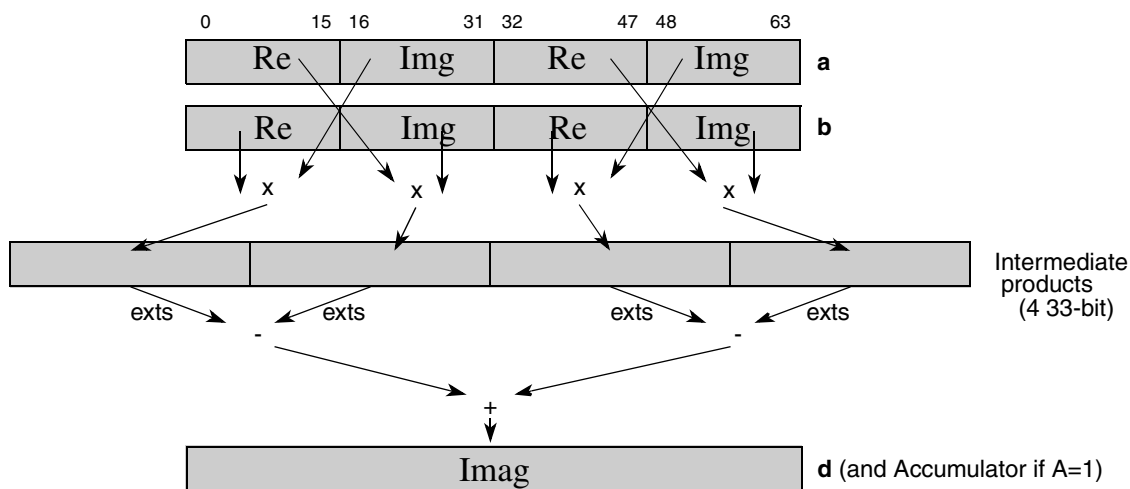 0 15 16 31 32 47 48 63
Re Img Re Img a
Re Img Re Img b
x x x x
Intermediate
products
(4 33-bit)
exts exts exts exts
- -
+
Imag d (and Accumulator if A=1)